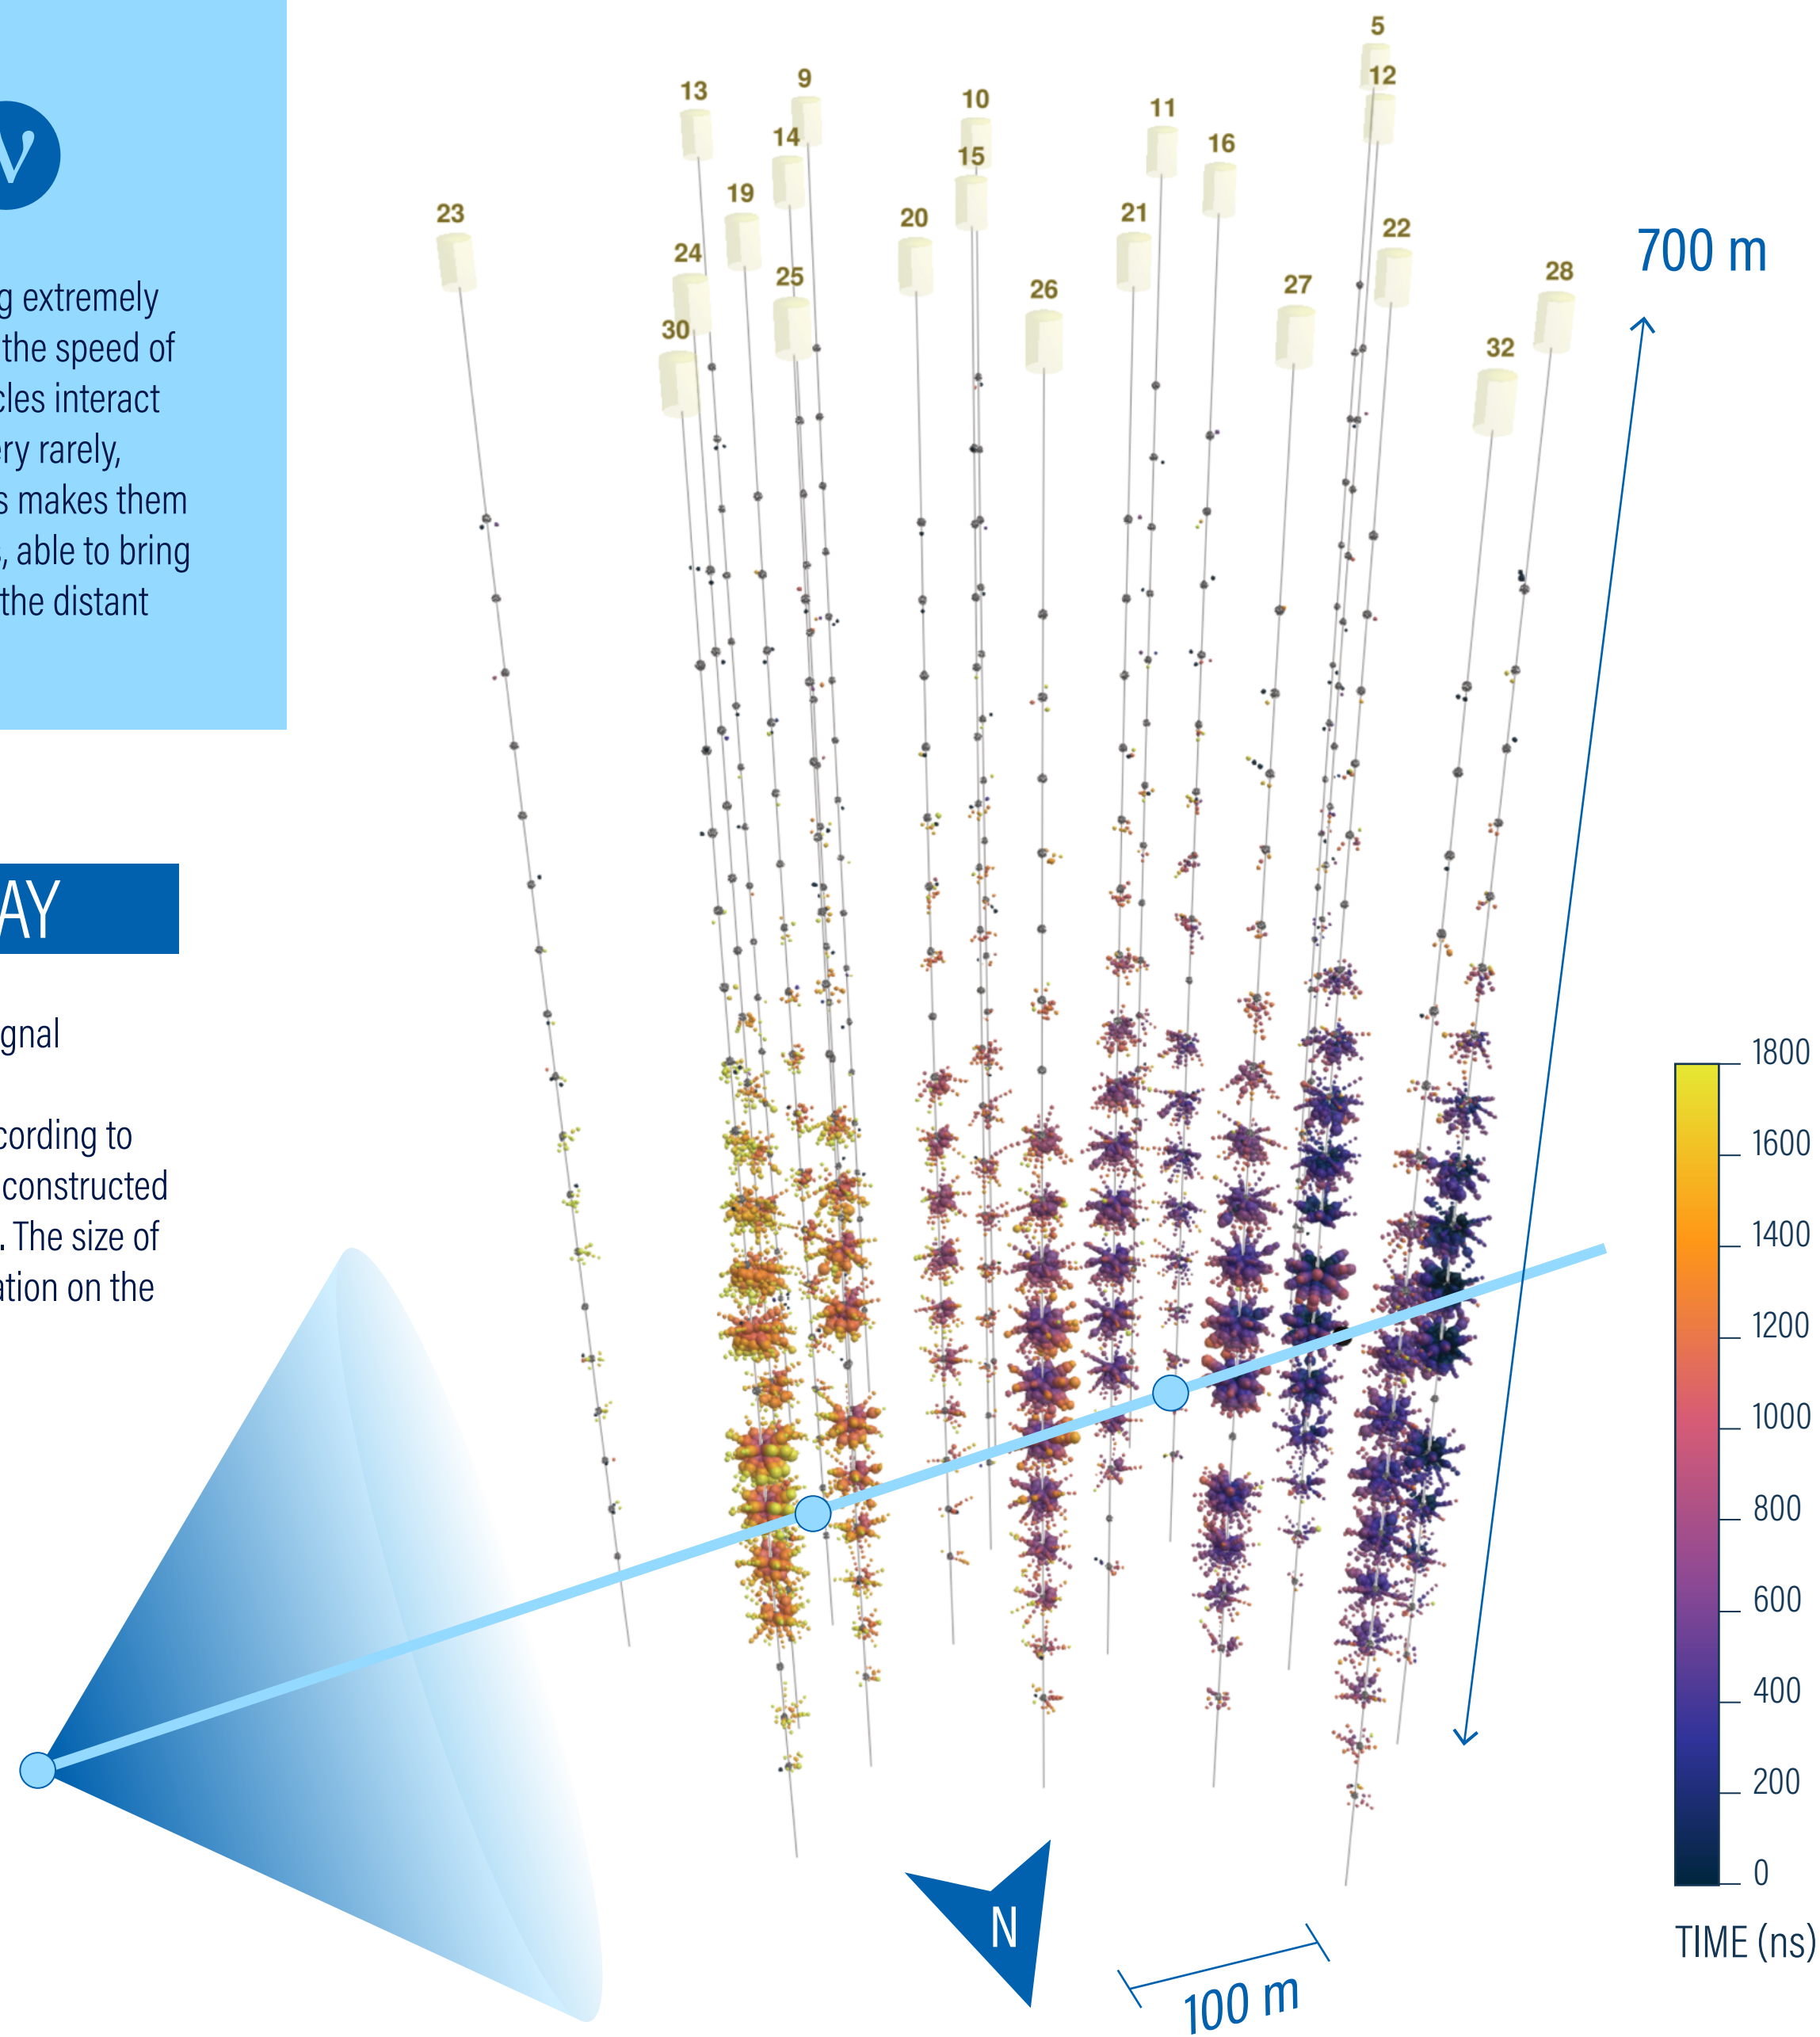 ν
g extremely
the speed of
cles interact
ry rarely,
s makes them
, able to bring
the distant
AY
gnal
cording to
constructed
. The size of
ation on the
5
12
9
13
10
11
14
16
15
19
23
20
21
22
24
25
28
26
27
30
32
700 m
1800
1600
1400
1200
1000
800
600
400
200
0
TIME (ns)
N
100 m